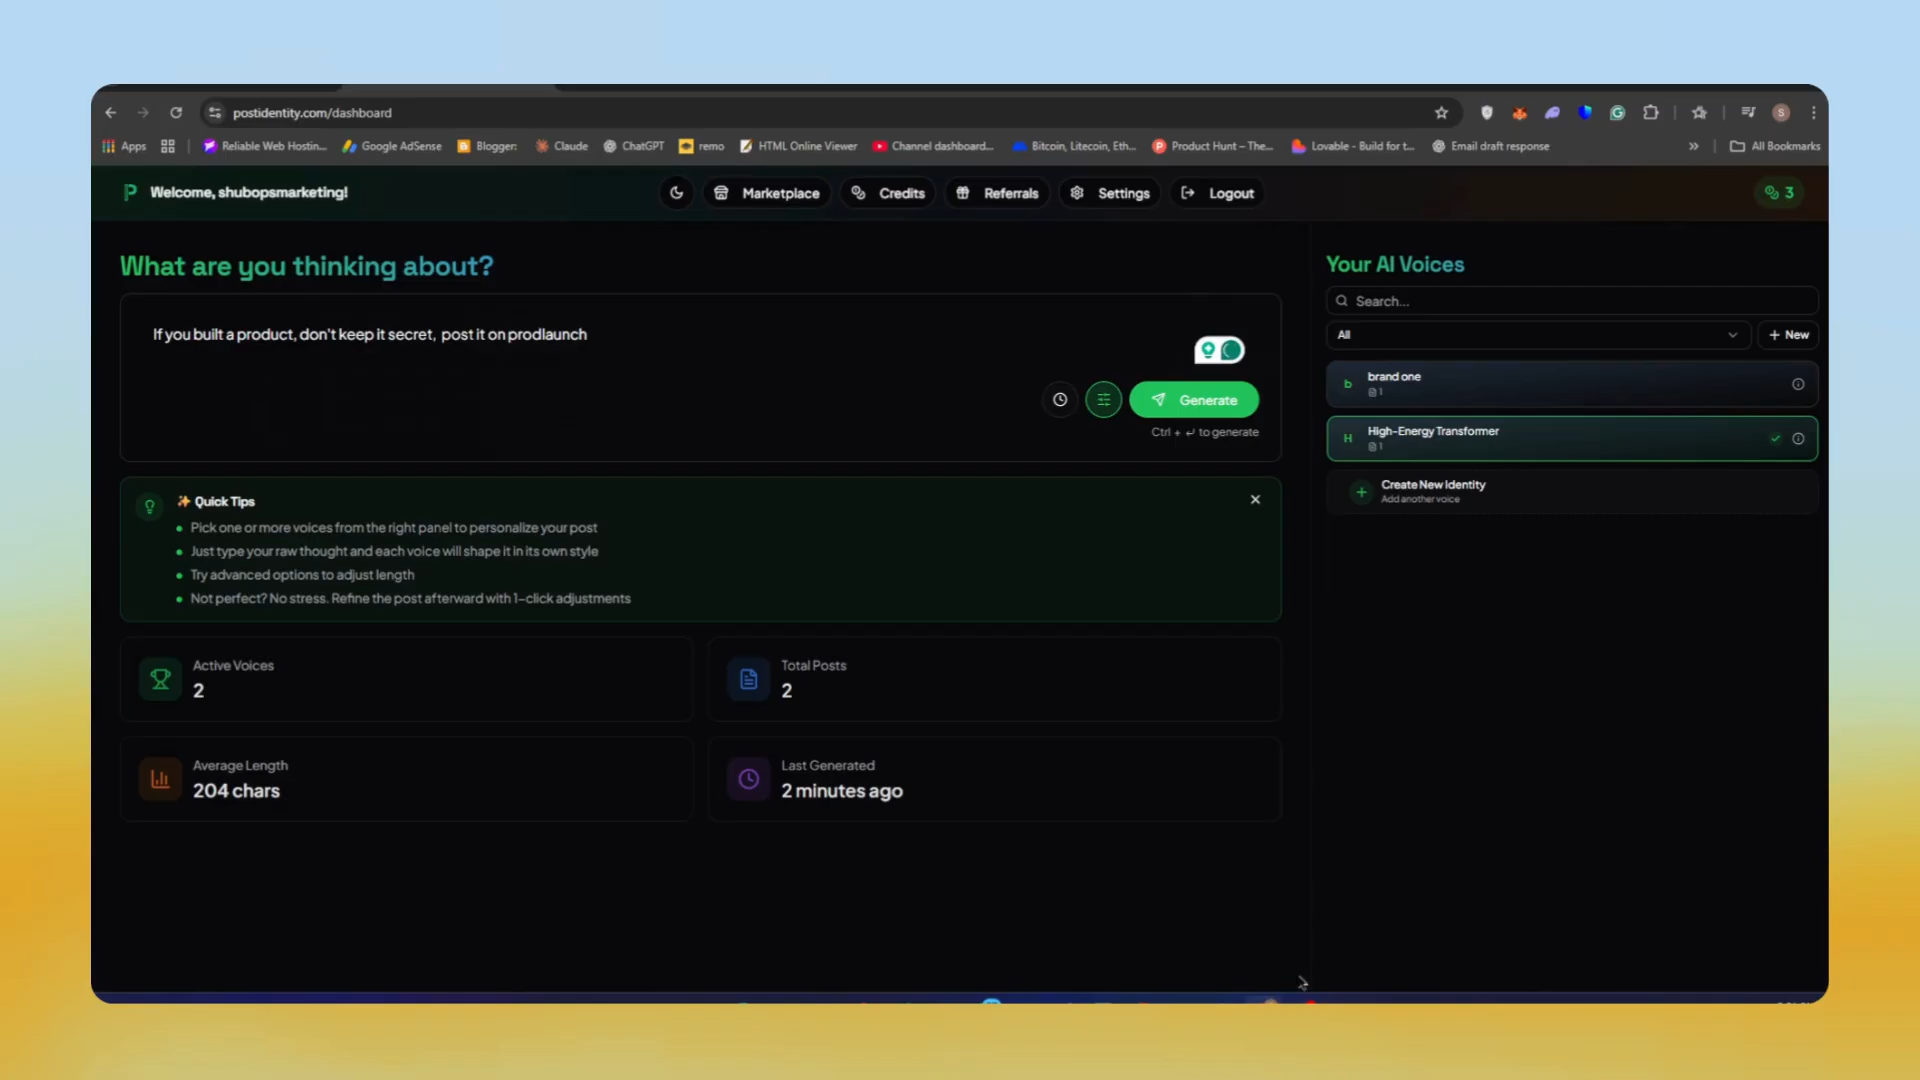 postidentity.com/dashboard
Apps
Reliable Web Hostin...
Google AdSense
Blogger:
Claude
ChatGPT
remo
HTML Online Viewer
Channel dashboard...
Bitcoin, Litecoin, Eth...
Product Hunt – The...
Lovable - Build for t...
Email draft response
All Bookmarks
Welcome, shubopsmarketing!
Marketplace
Credits
Referrals
Settings
Logout
3
What are you thinking about?
If you built a product, don't keep it secret, post it on prodlaunch
Generate
Ctrl + ↵ to generate
✨ Quick Tips
Pick one or more voices from the right panel to personalize your post
Just type your raw thought and each voice will shape it in its own style
Try advanced options to adjust length
Not perfect? No stress. Refine the post afterward with 1-click adjustments
Active Voices
2
Total Posts
2
Average Length
204 chars
Last Generated
2 minutes ago
Your AI Voices
Search...
All
+ New
b
brand one
1
H
High-Energy Transformer
1
Create New Identity
Add another voice